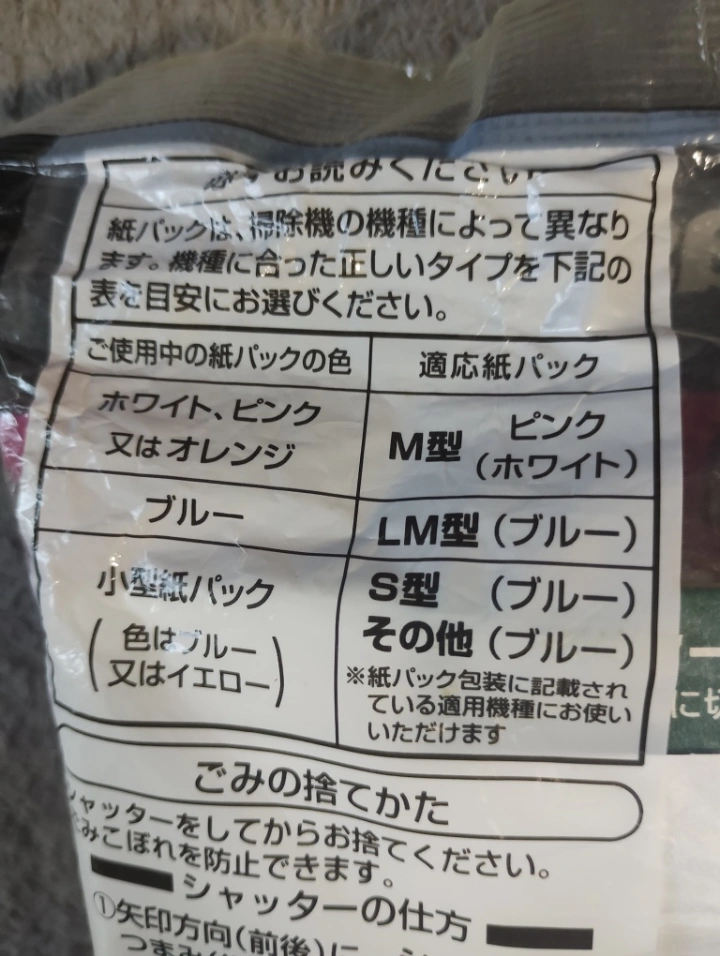 必ずお読みください
紙パックは、掃除機の機種によって異なり
ます。機種に合った正しいタイプを下記の
表を目安にお選びください。
ご使用中の紙パックの色
適応紙パック
ホワイト、ピンク
又はオレンジ
M型 ピンク
(ホワイト)
ブルー
LM型(ブルー)
小型紙パック
(色はブルー
又はイエロー)
S型 (ブルー)
その他(ブルー)
※紙パック包装に記載され
ている適用機種にお使い
いただけます
ごみの捨てかた
シャッターをしてからお捨てください。
ごみこぼれを防止できます。
シャッターの仕方
①矢印方向(前後)に
つまみ
に切